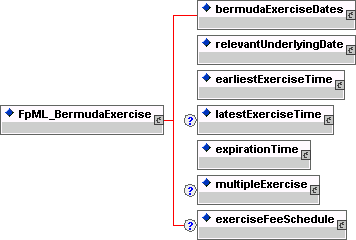 bermudaExerciseDates
relevantUnderlyingDate
earliestExerciseTime
FpML_BermudaExercise
? latestExerciseTime
expirationTime
? multipleExercise
? exerciseFeeSchedule